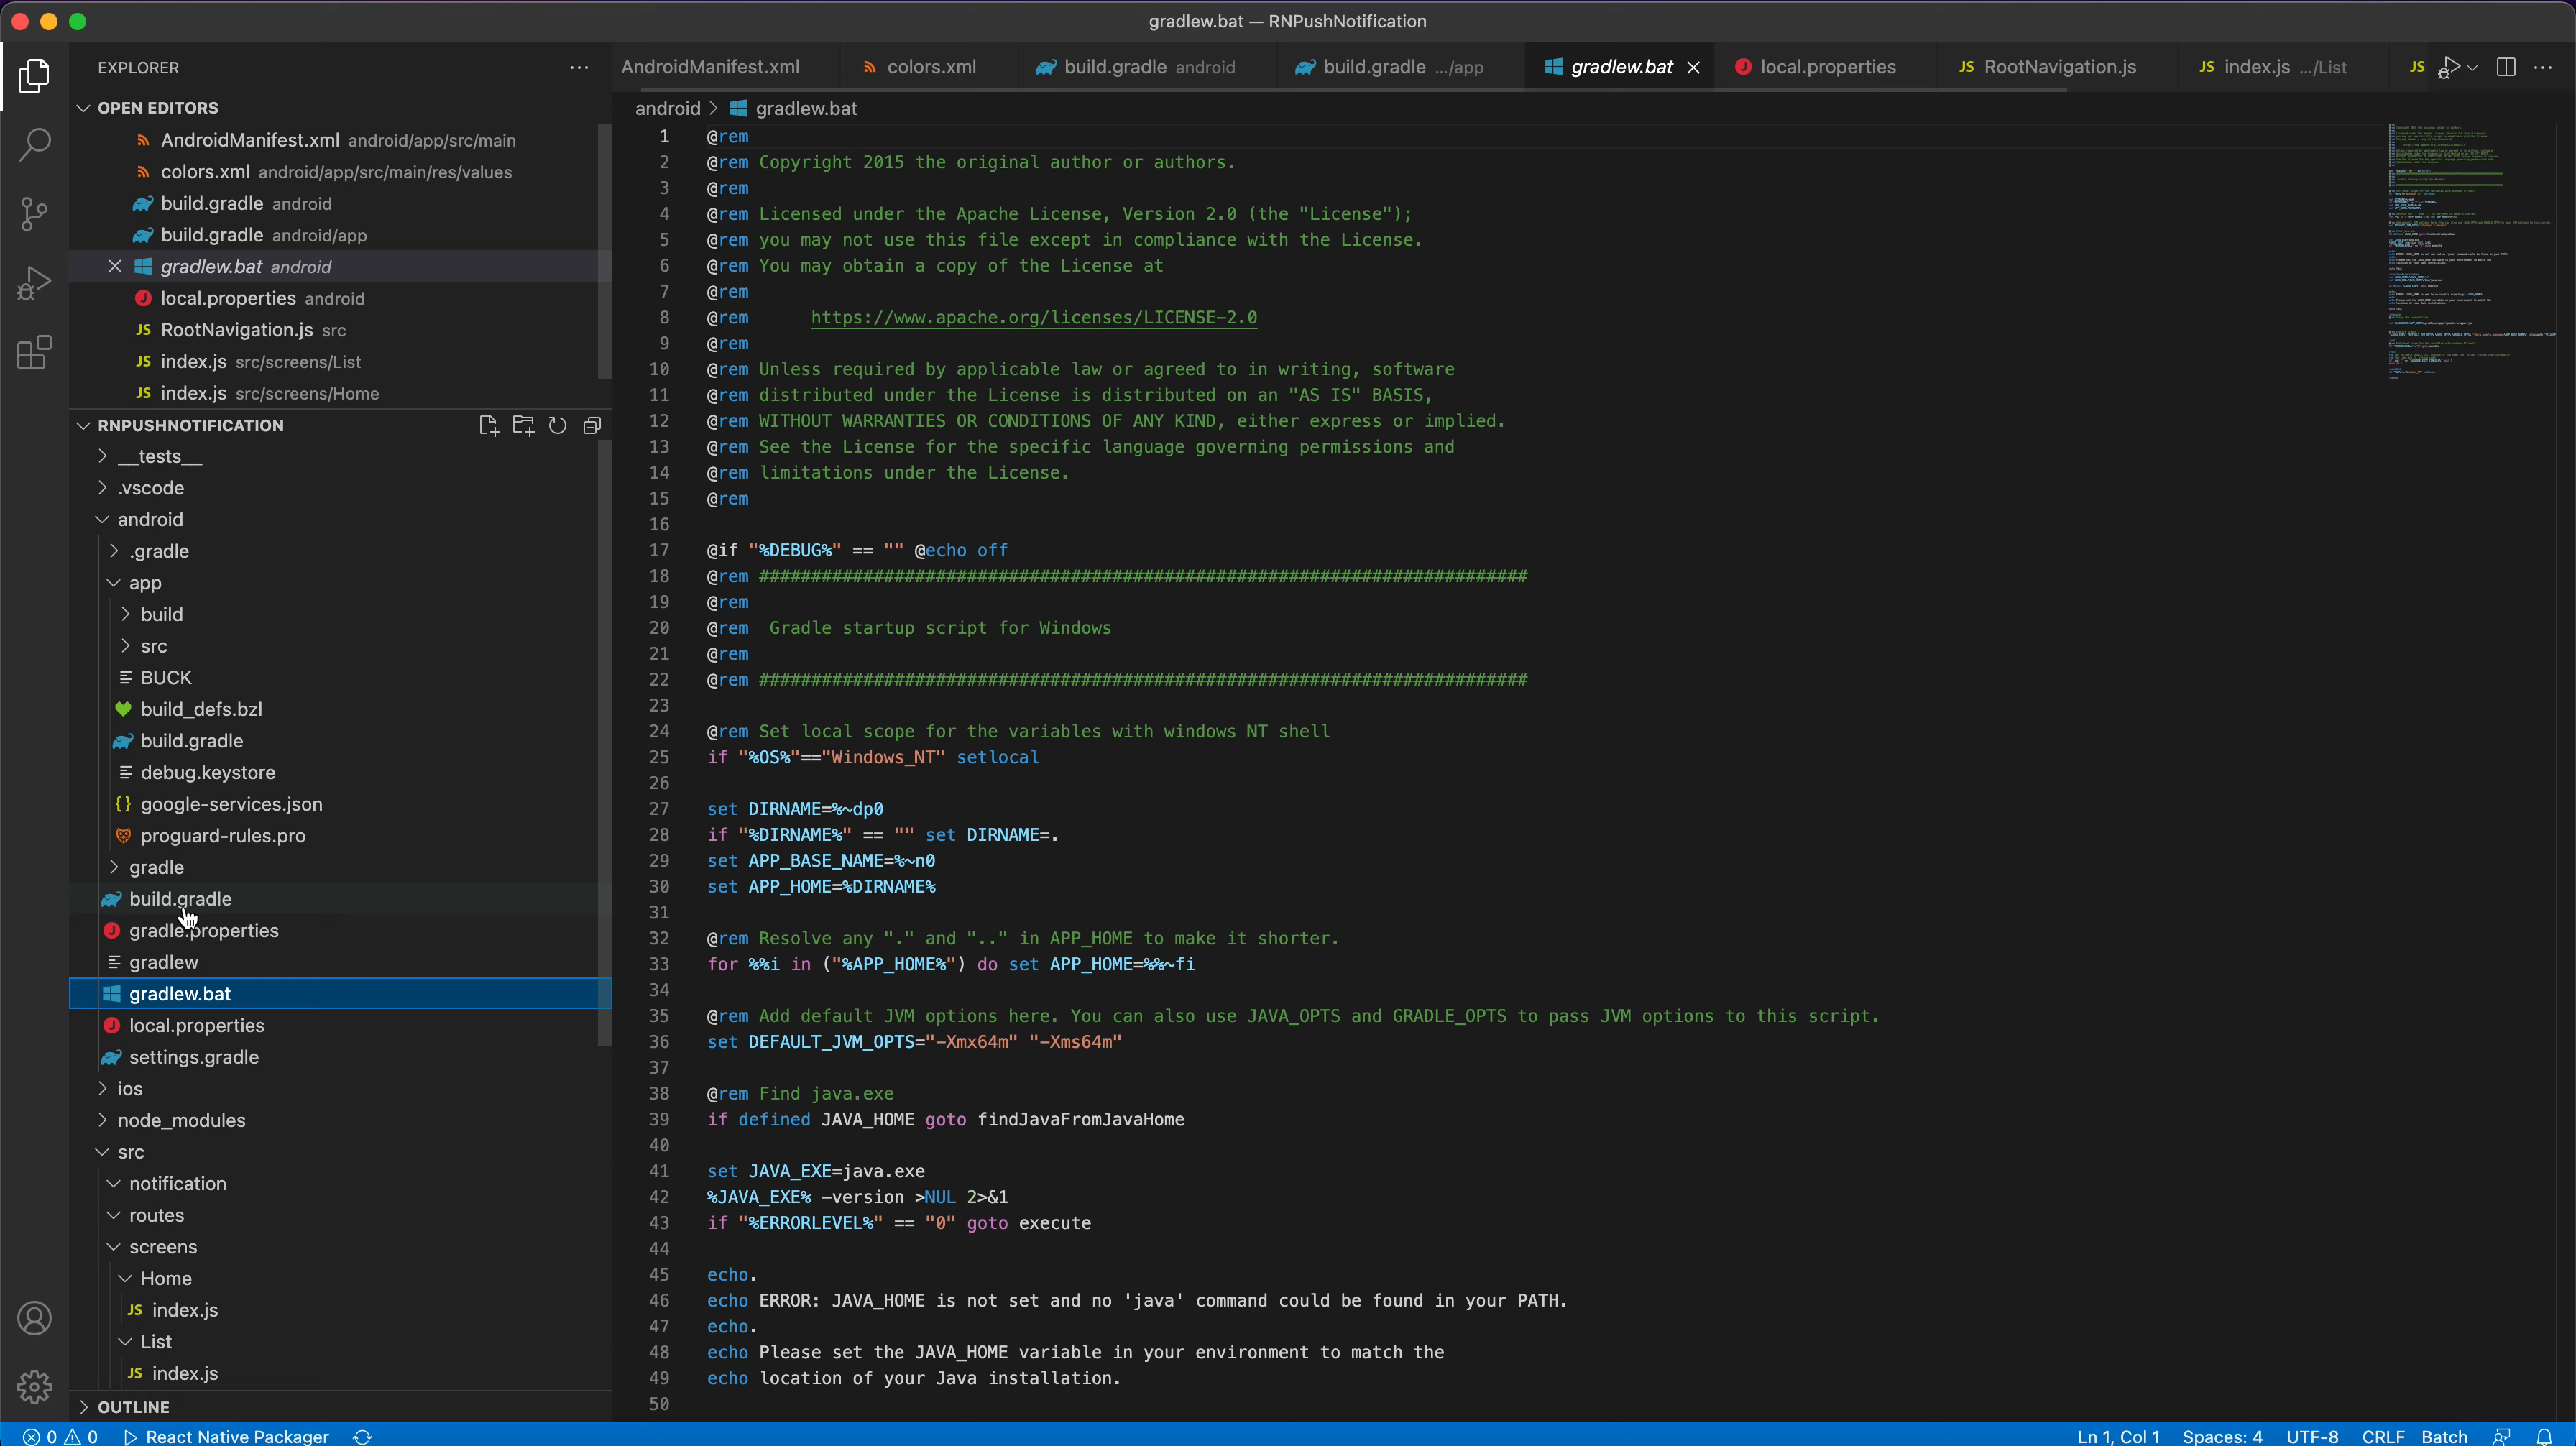 gradlew.bat — RNPushNotification
EXPLORER
AndroidManifest.xml
colors.xml
build.gradle android
build.gradle .../app
gradlew.bat
local.properties
JS RootNavigation.js
JS index.js .../List
JS
OPEN EDITORS
AndroidManifest.xml android/app/src/main
colors.xml android/app/src/main/res/values
build.gradle android
build.gradle android/app
gradlew.bat android
local.properties android
JS RootNavigation.js src
JS index.js src/screens/List
JS index.js src/screens/Home
RNPUSHNOTIFICATION
__tests__
.vscode
android
.gradle
app
build
src
BUCK
build_defs.bzl
build.gradle
debug.keystore
{} google-services.json
proguard-rules.pro
gradle
build.gradle
gradle.properties
gradlew
gradlew.bat
local.properties
settings.gradle
ios
node_modules
src
notification
routes
screens
Home
JS index.js
List
JS index.js
OUTLINE
android > gradlew.bat
1 @rem
2 @rem Copyright 2015 the original author or authors.
3 @rem
4 @rem Licensed under the Apache License, Version 2.0 (the "License");
5 @rem you may not use this file except in compliance with the License.
6 @rem You may obtain a copy of the License at
7 @rem
8 @rem      https://www.apache.org/licenses/LICENSE-2.0
9 @rem
10 @rem Unless required by applicable law or agreed to in writing, software
11 @rem distributed under the License is distributed on an "AS IS" BASIS,
12 @rem WITHOUT WARRANTIES OR CONDITIONS OF ANY KIND, either express or implied.
13 @rem See the License for the specific language governing permissions and
14 @rem limitations under the License.
15 @rem
16
17 @if "%DEBUG%" == "" @echo off
18 @rem ##########################################################################
19 @rem
20 @rem  Gradle startup script for Windows
21 @rem
22 @rem ##########################################################################
23
24 @rem Set local scope for the variables with windows NT shell
25 if "%OS%"=="Windows_NT" setlocal
26
27 set DIRNAME=%~dp0
28 if "%DIRNAME%" == "" set DIRNAME=.
29 set APP_BASE_NAME=%~n0
30 set APP_HOME=%DIRNAME%
31
32 @rem Resolve any "." and ".." in APP_HOME to make it shorter.
33 for %%i in ("%APP_HOME%") do set APP_HOME=%%~fi
34
35 @rem Add default JVM options here. You can also use JAVA_OPTS and GRADLE_OPTS to pass JVM options to this script.
36 set DEFAULT_JVM_OPTS="-Xmx64m" "-Xms64m"
37
38 @rem Find java.exe
39 if defined JAVA_HOME goto findJavaFromJavaHome
40
41 set JAVA_EXE=java.exe
42 %JAVA_EXE% -version >NUL 2>&1
43 if "%ERRORLEVEL%" == "0" goto execute
44
45 echo.
46 echo ERROR: JAVA_HOME is not set and no 'java' command could be found in your PATH.
47 echo.
48 echo Please set the JAVA_HOME variable in your environment to match the
49 echo location of your Java installation.
50
0 0 React Native Packager
Ln 1, Col 1 Spaces: 4 UTF-8 CRLF Batch